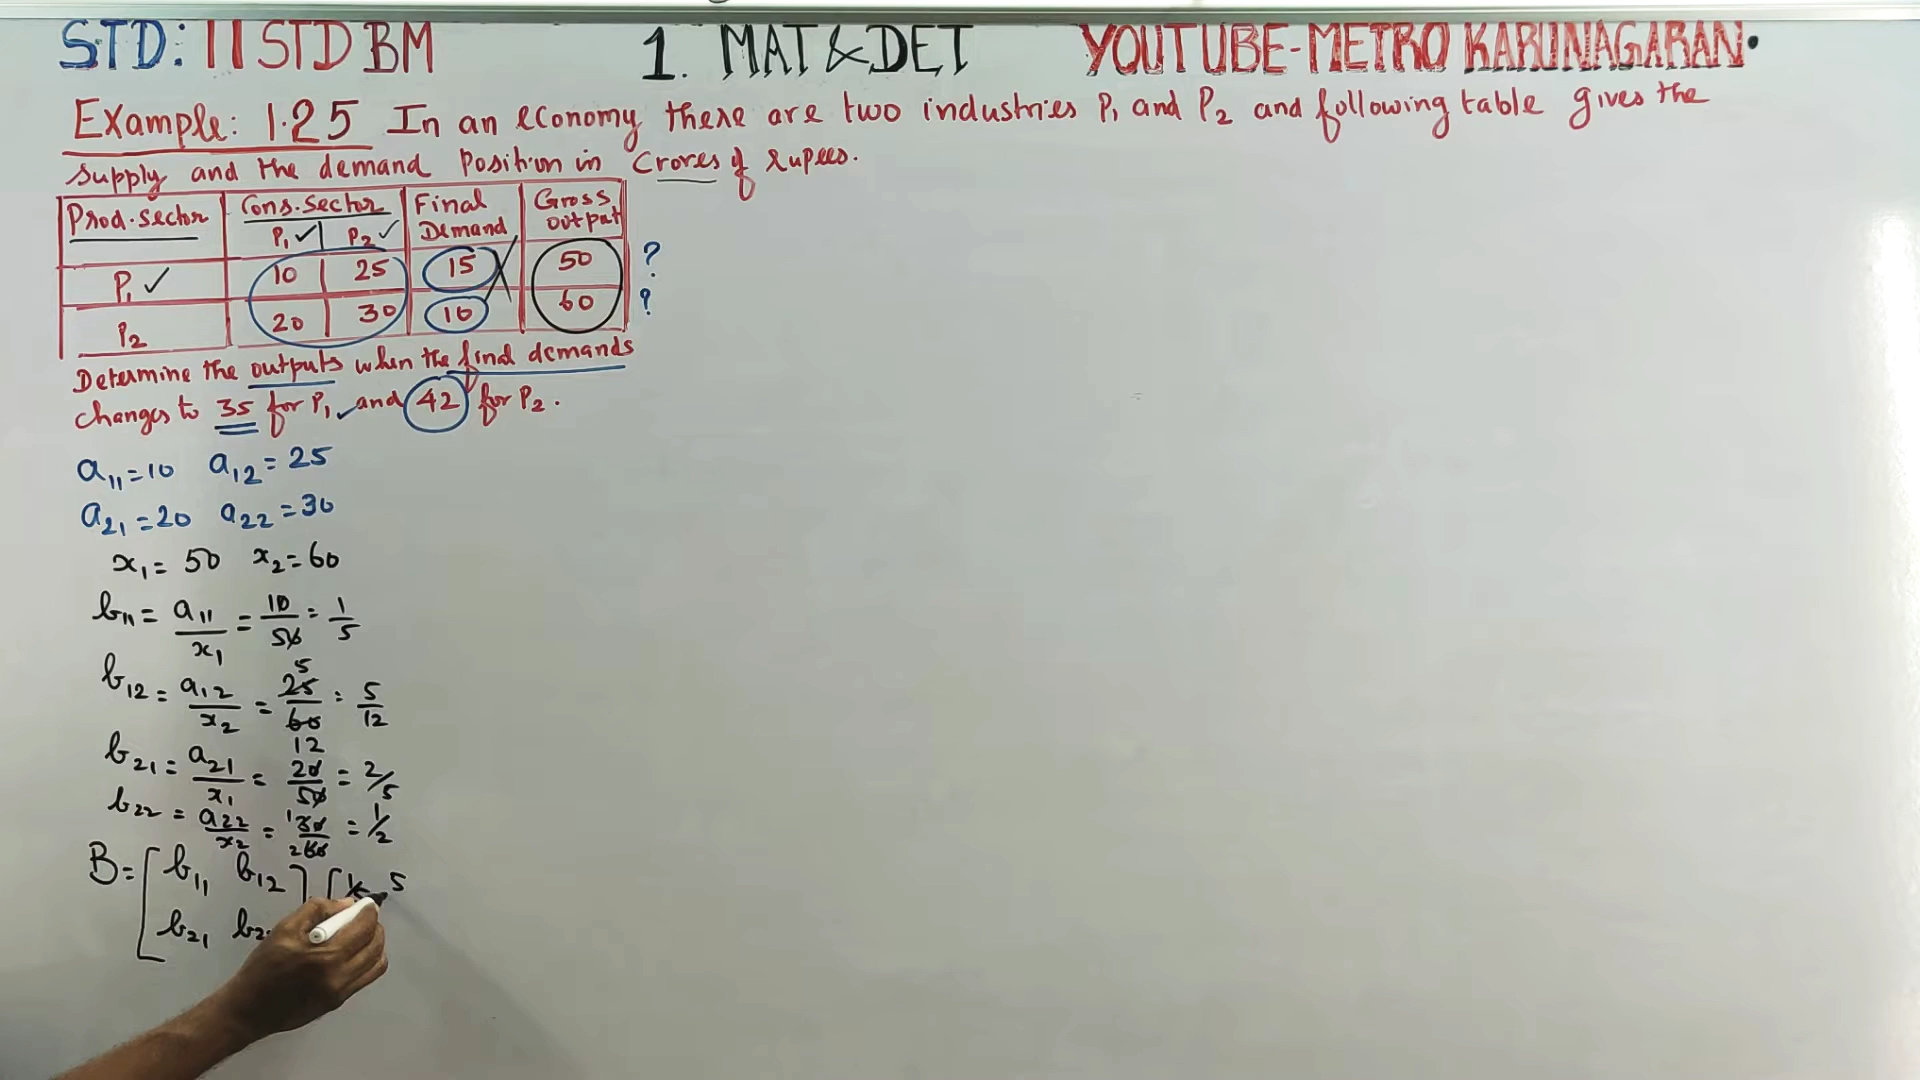 STD: 11 STD BM 1. MAT & DET YOUTUBE-METRO KARUNAGARAN.
Example: 1.25 In an economy there are two industries P₁ and P₂ and following table gives the
supply and the demand position in crores of rupees.
Prod. sector Cons. sector Final Demand Gross output
P₁ ✓ P₂ ✓
P₁ ✓ 10 25 15 50 ?
P₂ 20 30 10 60 ?
Determine the outputs when the final demands
changes to 35 for P₁ and 42 for P₂.
a₁₁ = 10 a₁₂ = 25
a₂₁ = 20 a₂₂ = 30
x₁ = 50 x₂ = 60
b₁₁ = a₁₁/x₁ = 10/50 = 1/5
b₁₂ = a₁₂/x₂ = 25/60 = 5/12
5
12
b₂₁ = a₂₁/x₁ = 20/50 = 2/5
b₂₂ = a₂₂/x₂ = 30/60 = 1/2
1
2
B = [ b₁₁ b₁₂ ] [ 5
b₂₁